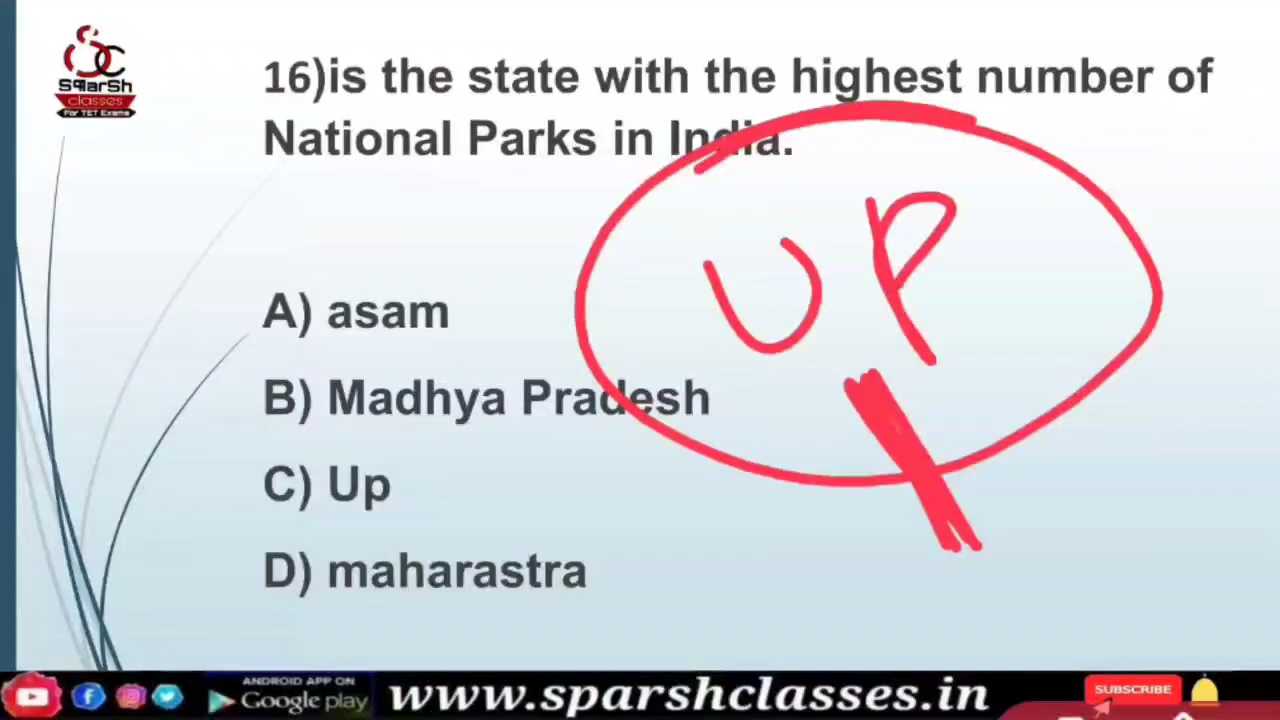 SparSh
classes
For TET Exams
16)is the state with the highest number of
National Parks in India.
UP
A) asam
B) Madhya Pradesh
C) Up
D) maharastra
ANDROID APP ON
Google play
www.sparshclasses.in
SUBSCRIBE